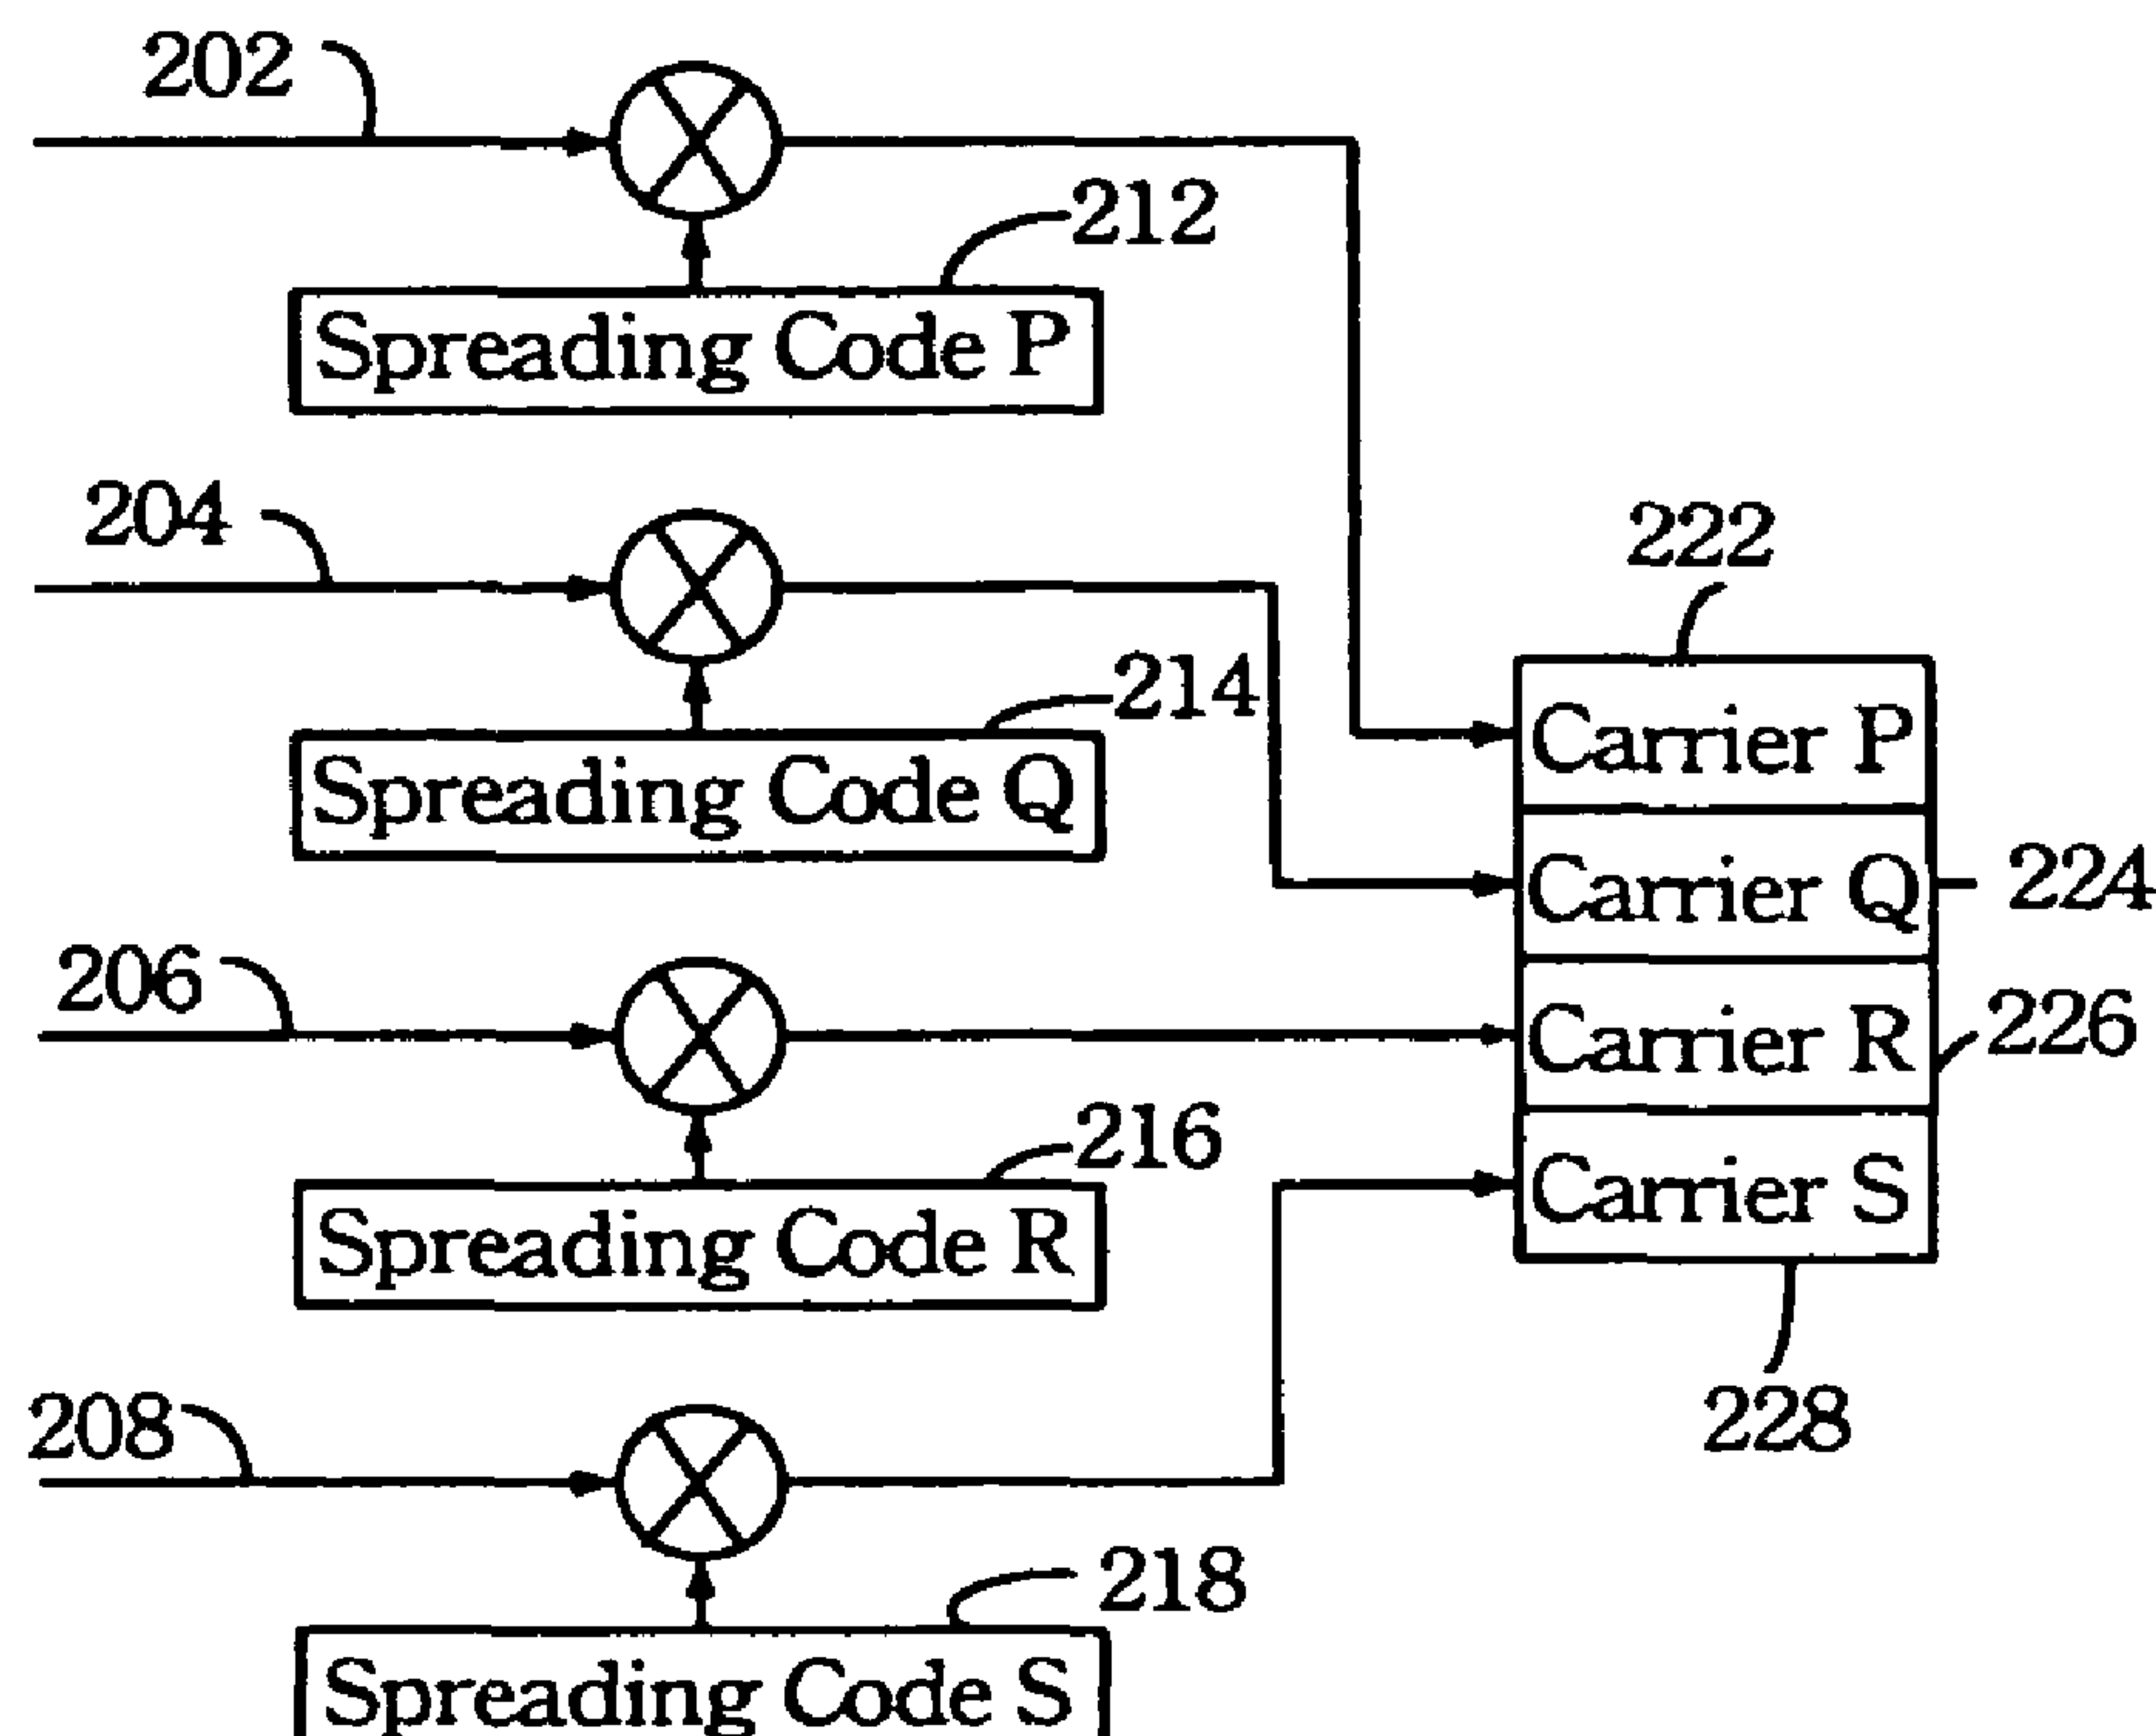 202
212
Spreading Code P
204
222
214
Carrier P
Spreading Code Q
Carrier Q
224
206
Carrier R
226
216
Carrier S
Spreading Code R
208
228
218
Spreading Code S